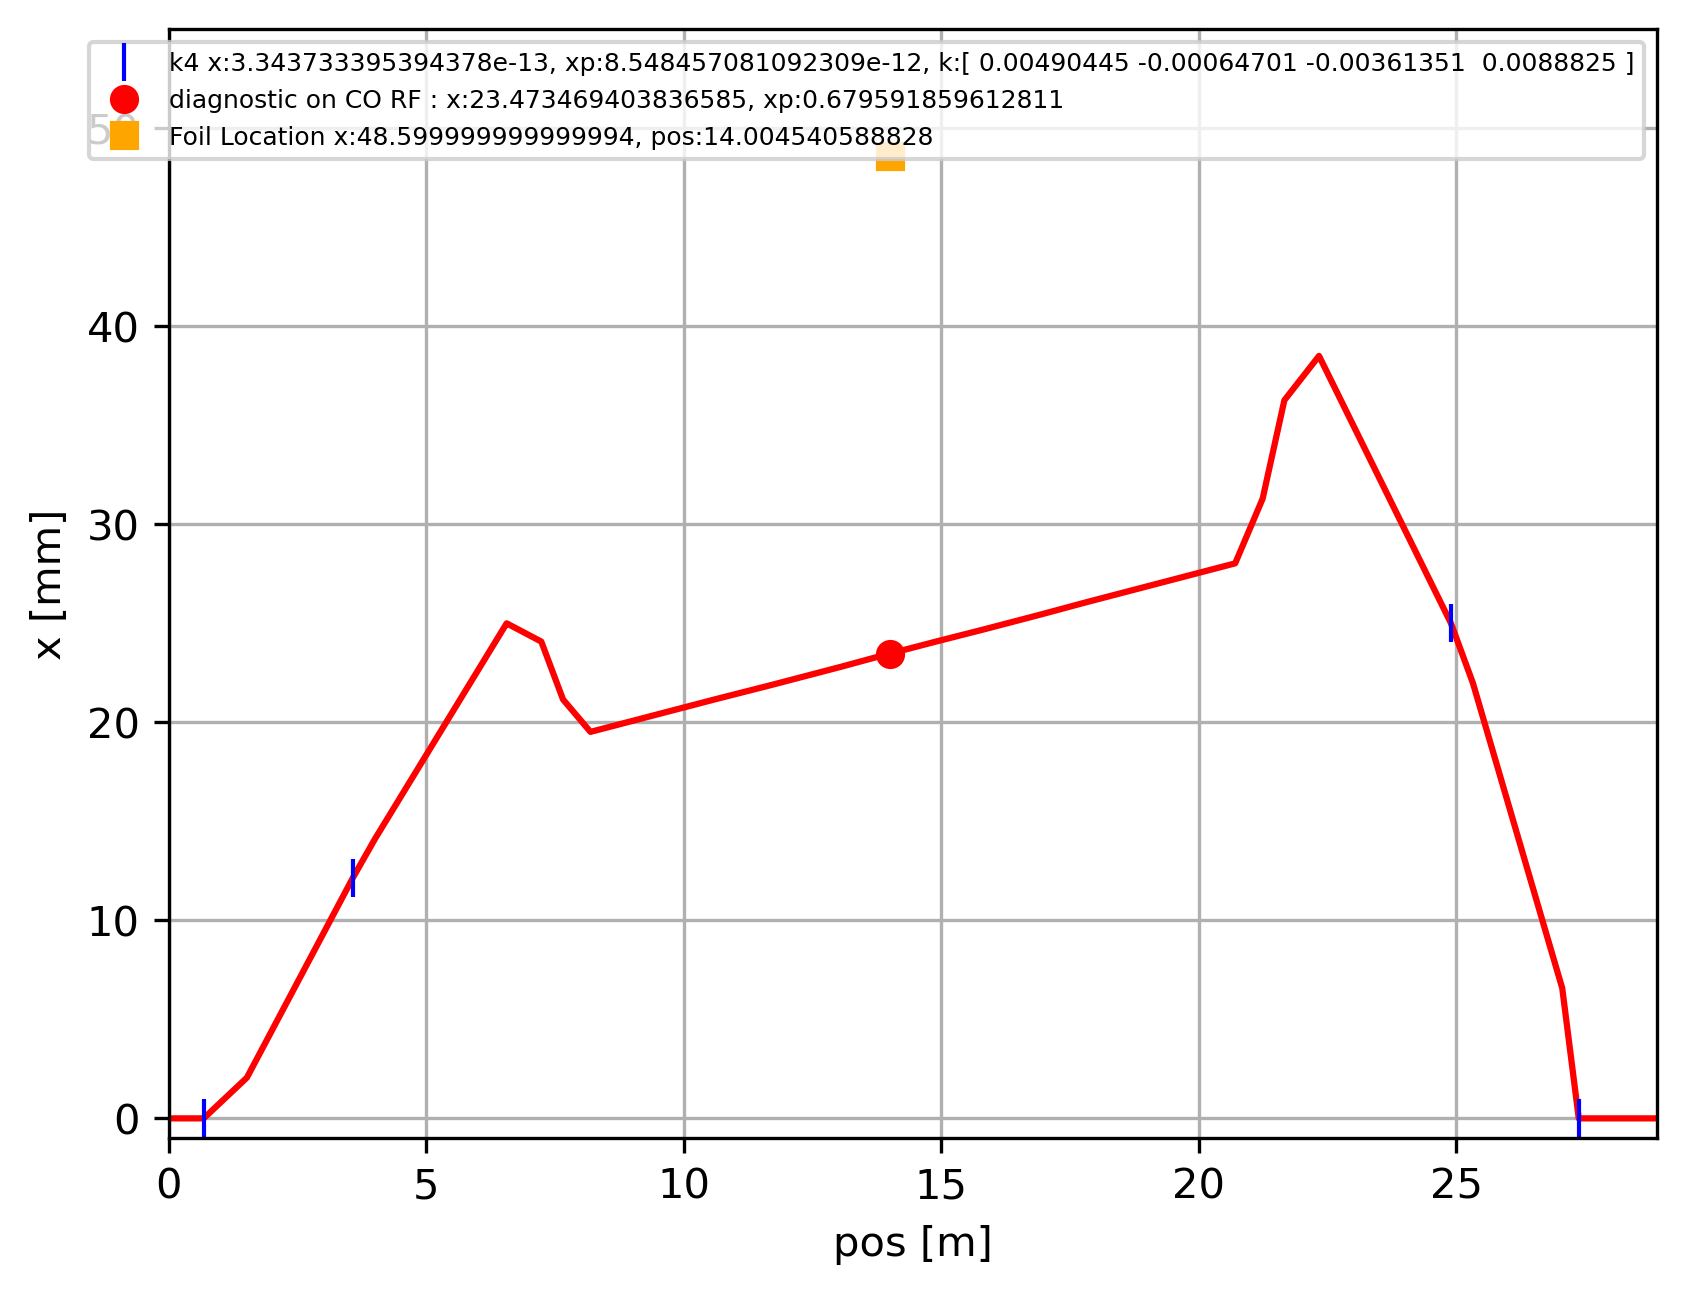 k4 x:3.343733395394378e-13, xp:8.548457081092309e-12, k:[ 0.00490445 -0.00064701 -0.00361351  0.0088825 ]
diagnostic on CO RF : x:23.473469403836585, xp:0.679591859612811
Foil Location x:48.599999999999994, pos:14.004540588828
50
40
30
20
10
0
x [mm]
0 5 10 15 20 25
pos [m]